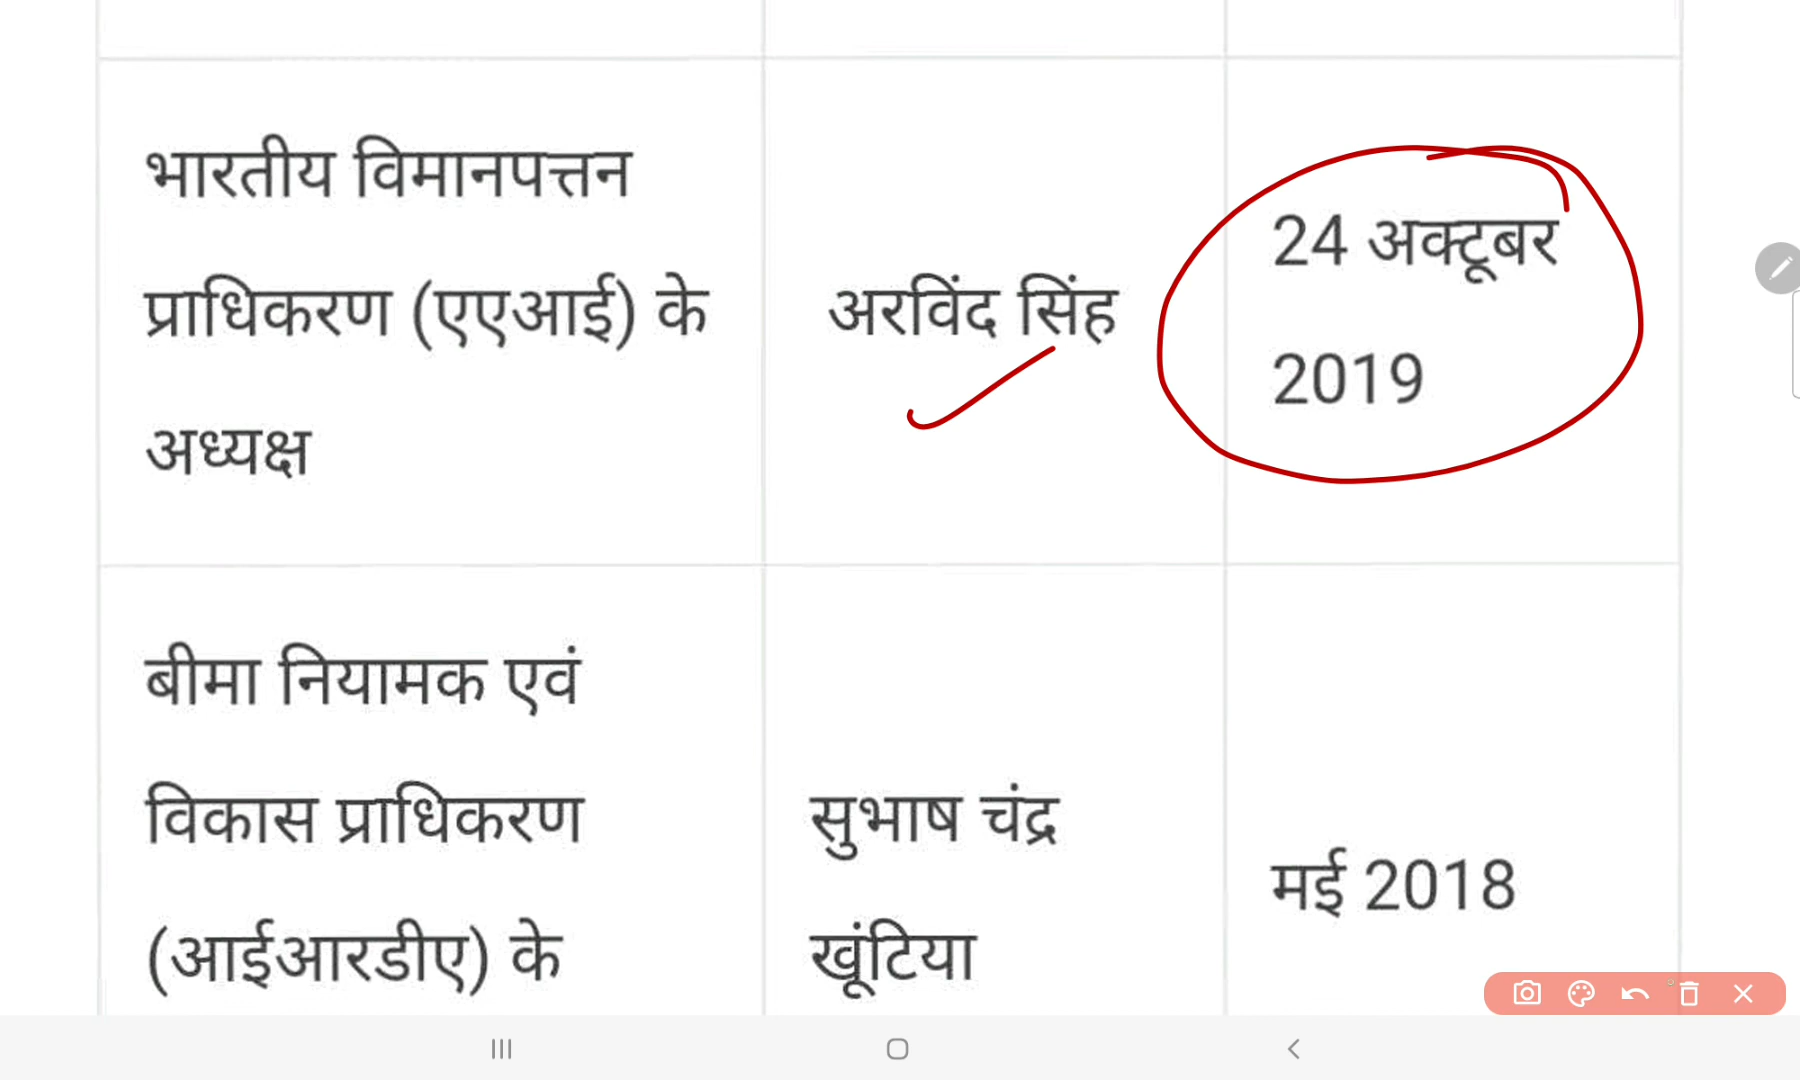 भारतीय विमानपत्तन
प्राधिकरण (एएआई) के
अध्यक्ष
अरविंद सिंह
24 अक्टूबर
2019
बीमा नियामक एवं
विकास प्राधिकरण
(आईआरडीए) के
सुभाष चंद्र
खूंटिया
मई 2018